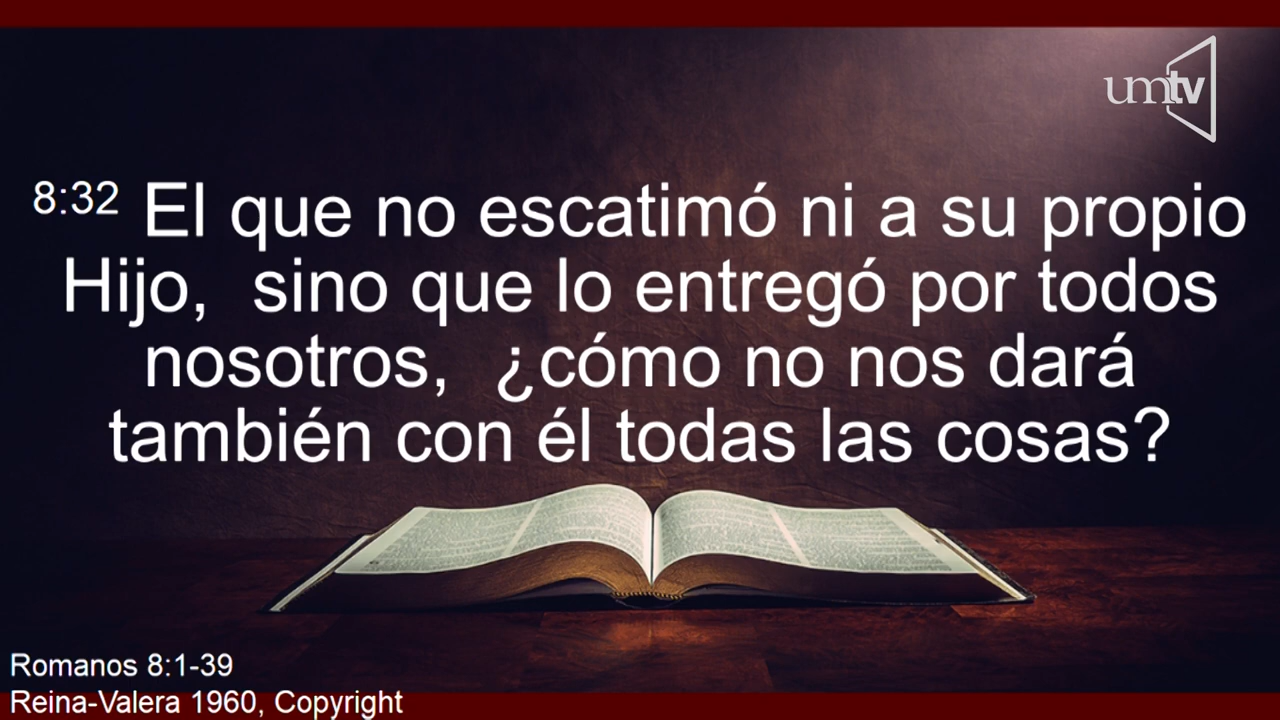 umtv
8:32 El que no escatimó ni a su propio
Hijo, sino que lo entregó por todos
nosotros, ¿cómo no nos dará
también con él todas las cosas?
Romanos 8:1-39
Reina-Valera 1960, Copyright